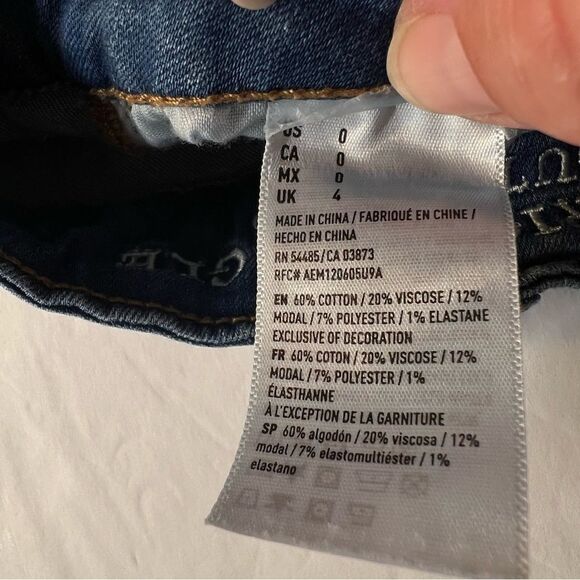 US 0
CA 0
MX 0
UK 4
MADE IN CHINA / FABRIQUÉ EN CHINE /
HECHO EN CHINA
RN 54485/CA 03873
RFC# AEM120605U9A
EN 60% COTTON / 20% VISCOSE / 12%
MODAL / 7% POLYESTER / 1% ELASTANE
EXCLUSIVE OF DECORATION
FR 60% COTON / 20% VISCOSE / 12%
MODAL / 7% POLYESTER / 1%
ÉLASTHANNE
À L'EXCEPTION DE LA GARNITURE
SP 60% algodón / 20% viscosa / 12%
modal / 7% elastomultiéster / 1%
elastano